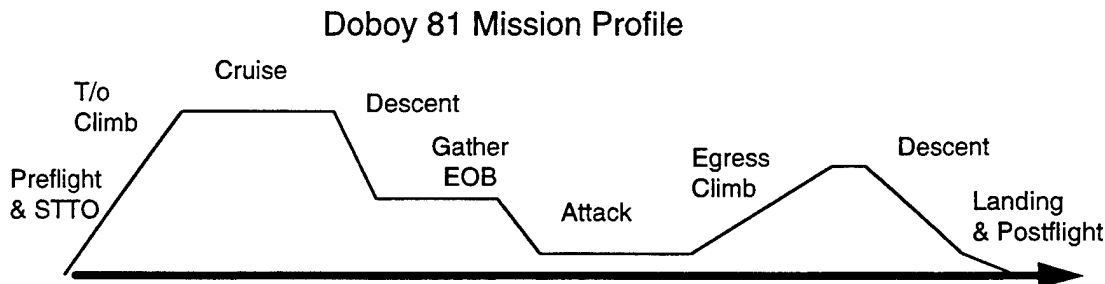 Doboy 81 Mission Profile
Cruise
T/o
Climb
Descent
Gather
EOB
Egress
Climb
Descent
Preflight
& STTO
Attack
Landing
& Postflight